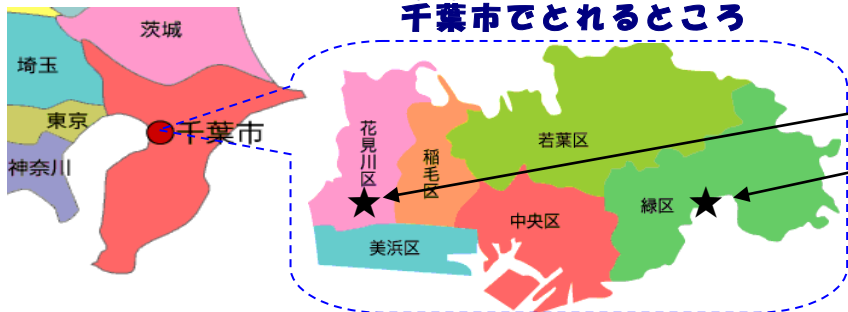 千葉市でとれるところ
茨城
埼玉
東京
千葉市
神奈川
花見川区
稲毛区
若葉区
中央区
緑区
美浜区